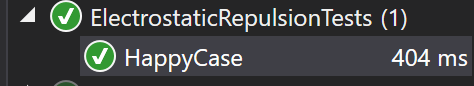 ElectrostaticRepulsionTests (1)
HappyCase 404 ms